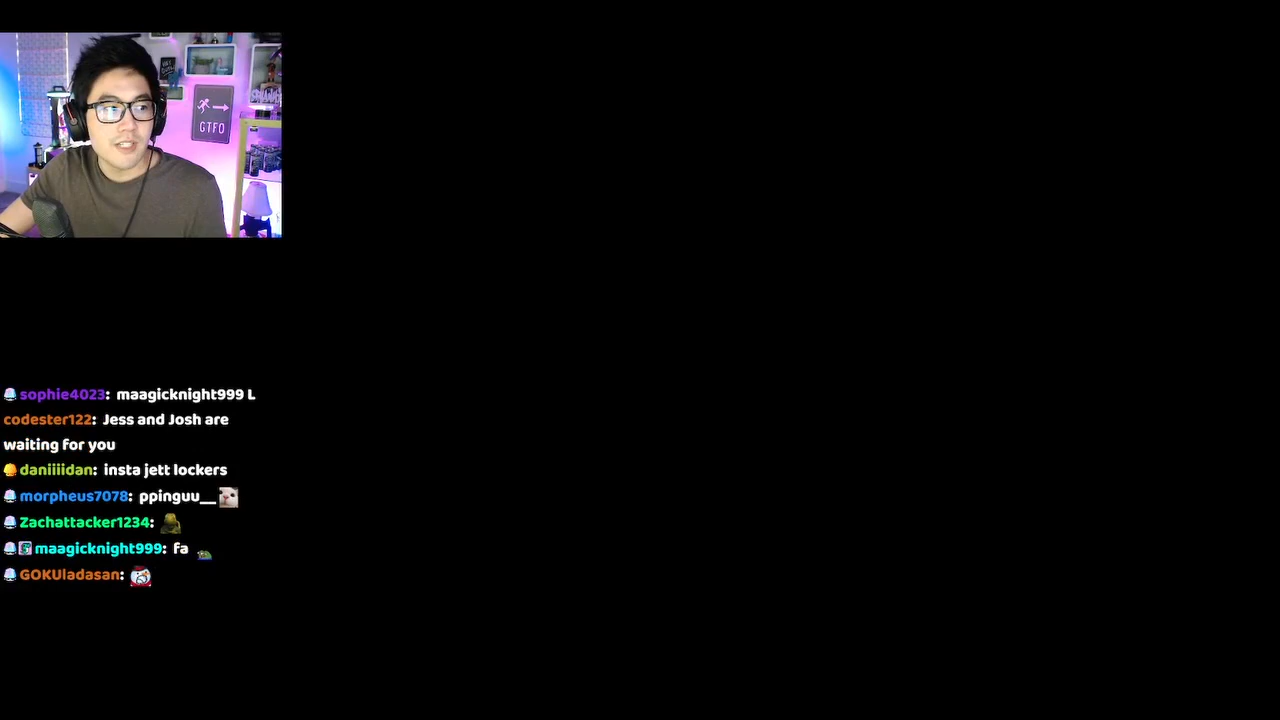 GTFO
sophie4023: maagicknight999 L
codester122: Jess and Josh are
waiting for you
daniiiidan: insta jett lockers
morpheus7078: ppinguu__
Zachattacker1234:
maagicknight999: fa
GOKUladasan: